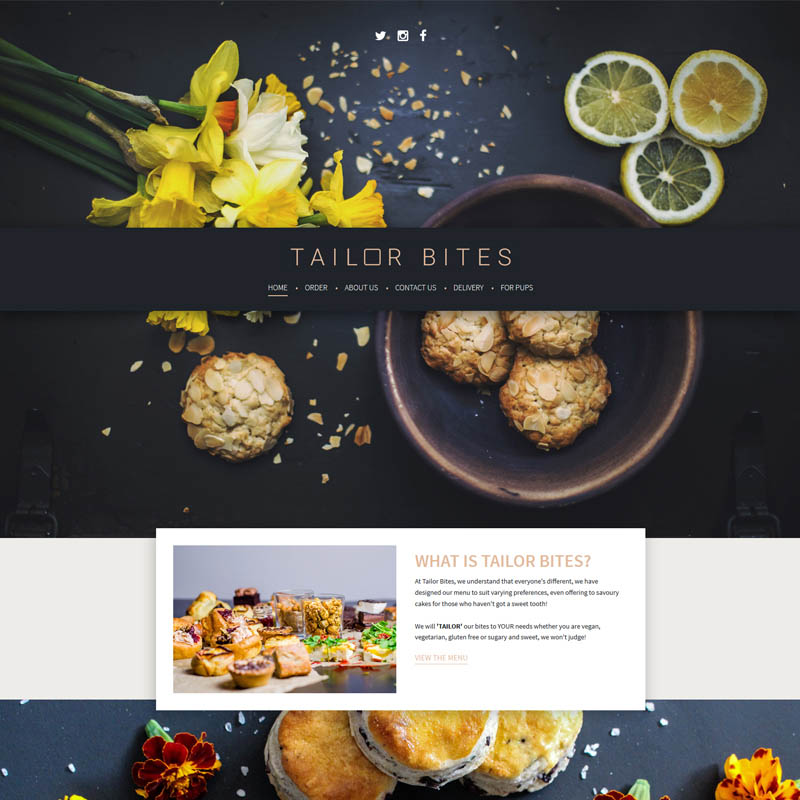 TAILOR BITES
HOME • ORDER • ABOUT US • CONTACT US • DELIVERY • FOR PUPS
WHAT IS TAILOR BITES?
At Tailor Bites, we understand that everyone's different, we have
designed our menu to suit varying preferences, even offering to savoury
cakes for those who haven't got a sweet tooth!
We will 'TAILOR' our bites to YOUR needs whether you are vegan,
vegetarian, gluten free or sugary and sweet, we won't judge!
VIEW THE MENU